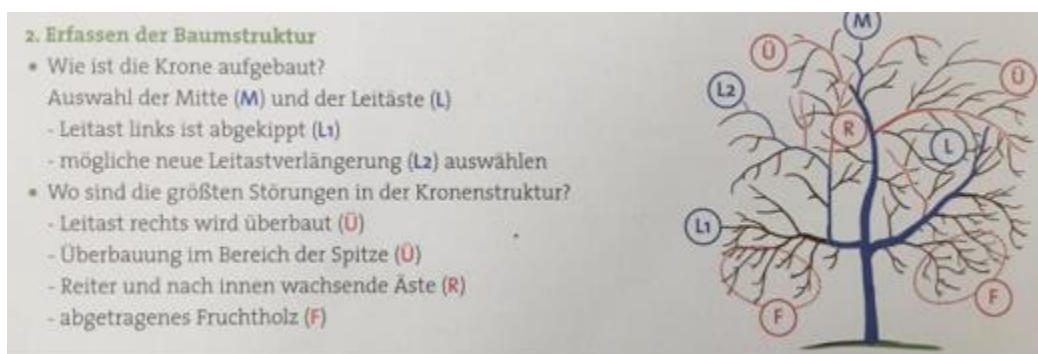 2. Erfassen der Baumstruktur
• Wie ist die Krone aufgebaut?
Auswahl der Mitte (M) und der Leitäste (L)
- Leitast links ist abgekippt (L1)
- mögliche neue Leitastverlängerung (L2) auswählen
• Wo sind die größten Störungen in der Kronenstruktur?
- Leitast rechts wird überbaut (Ü)
- Überbauung im Bereich der Spitze (Ü)
- Reiter und nach innen wachsende Äste (R)
- abgetragenes Fruchtholz (F)
M
Ü
Ü
L2
R
L
L1
F
F